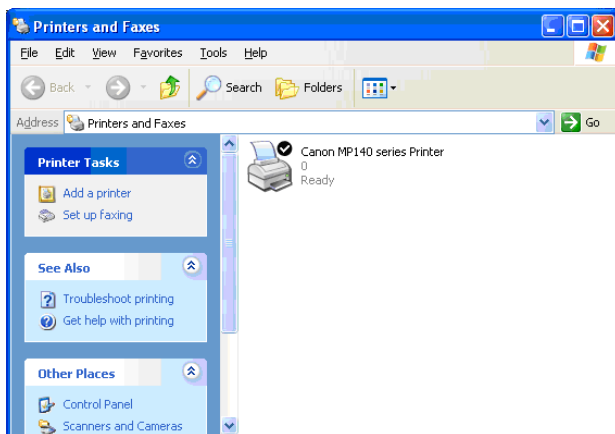 Printers and Faxes
File Edit View Favorites Tools Help
Back Search Folders
Address Printers and Faxes Go
Printer Tasks
Add a printer
Set up faxing
See Also
Troubleshoot printing
Get help with printing
Other Places
Control Panel
Scanners and Cameras
Canon MP140 series Printer
0
Ready